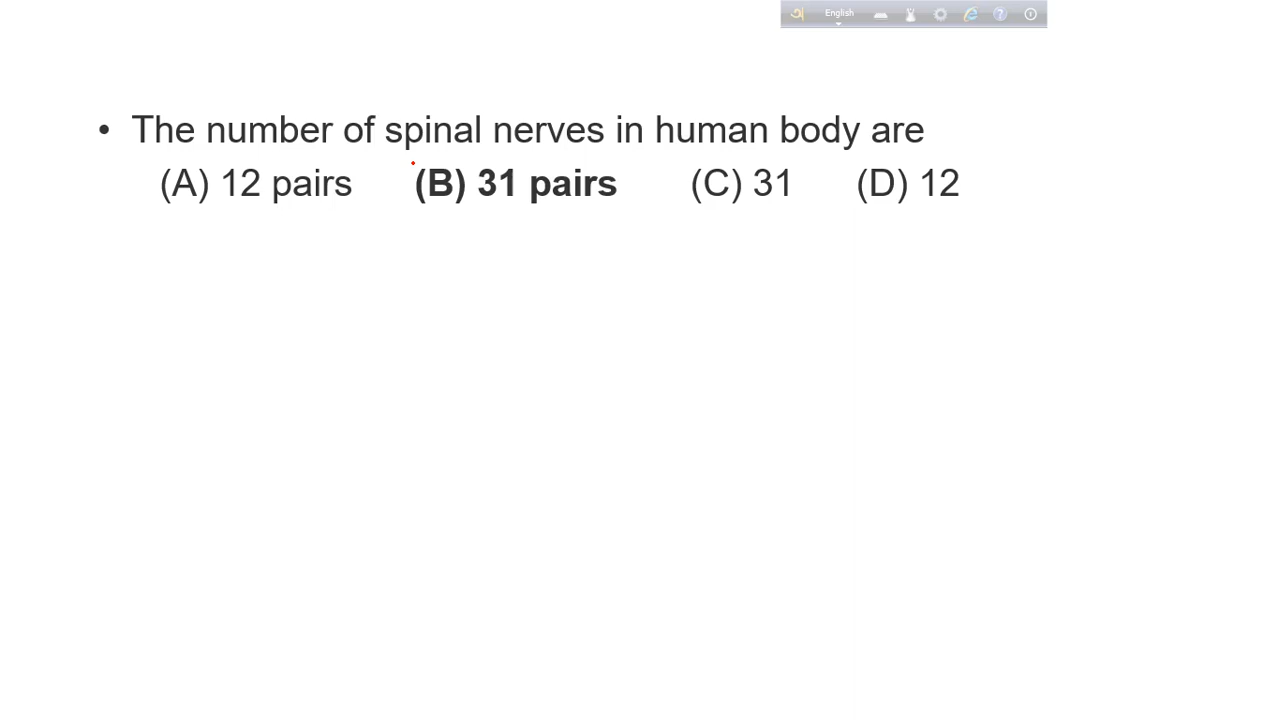 অ English
• The number of spinal nerves in human body are
(A) 12 pairs (B) 31 pairs (C) 31 (D) 12